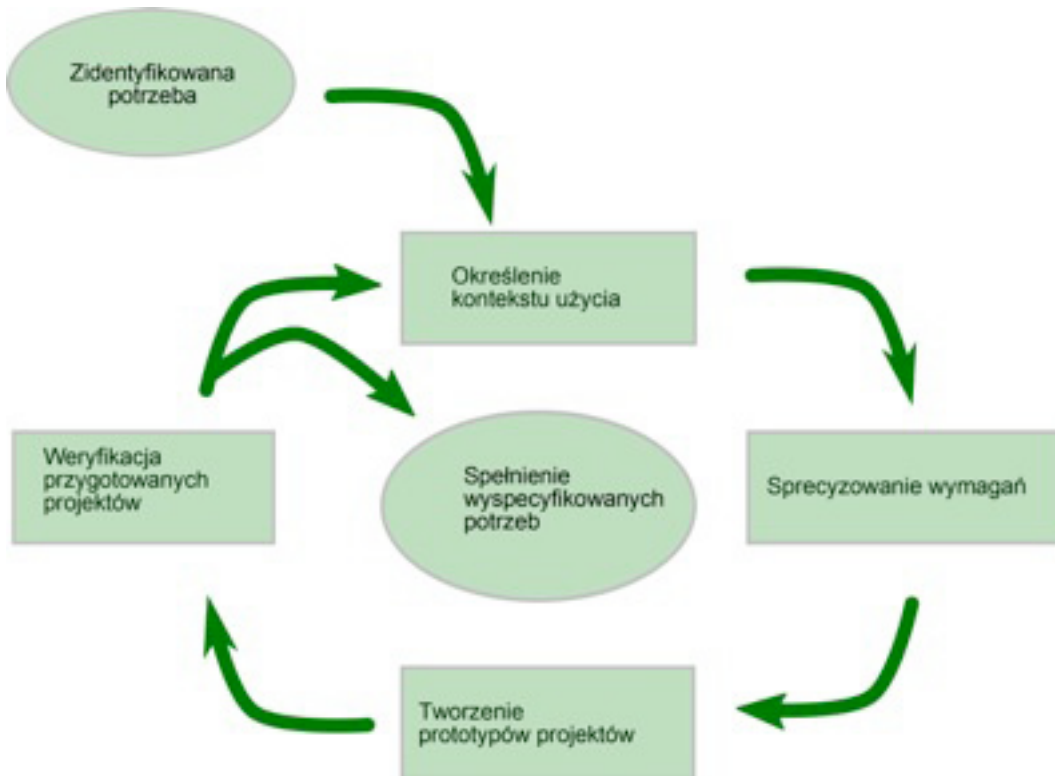 Zidentyfikowana
potrzeba
Określenie
kontekstu użycia
Weryfikacja
przygotowanych
projektów
Spełnienie
wyspecyfikowanych
potrzeb
Sprecyzowanie wymagań
Tworzenie
prototypów projektów